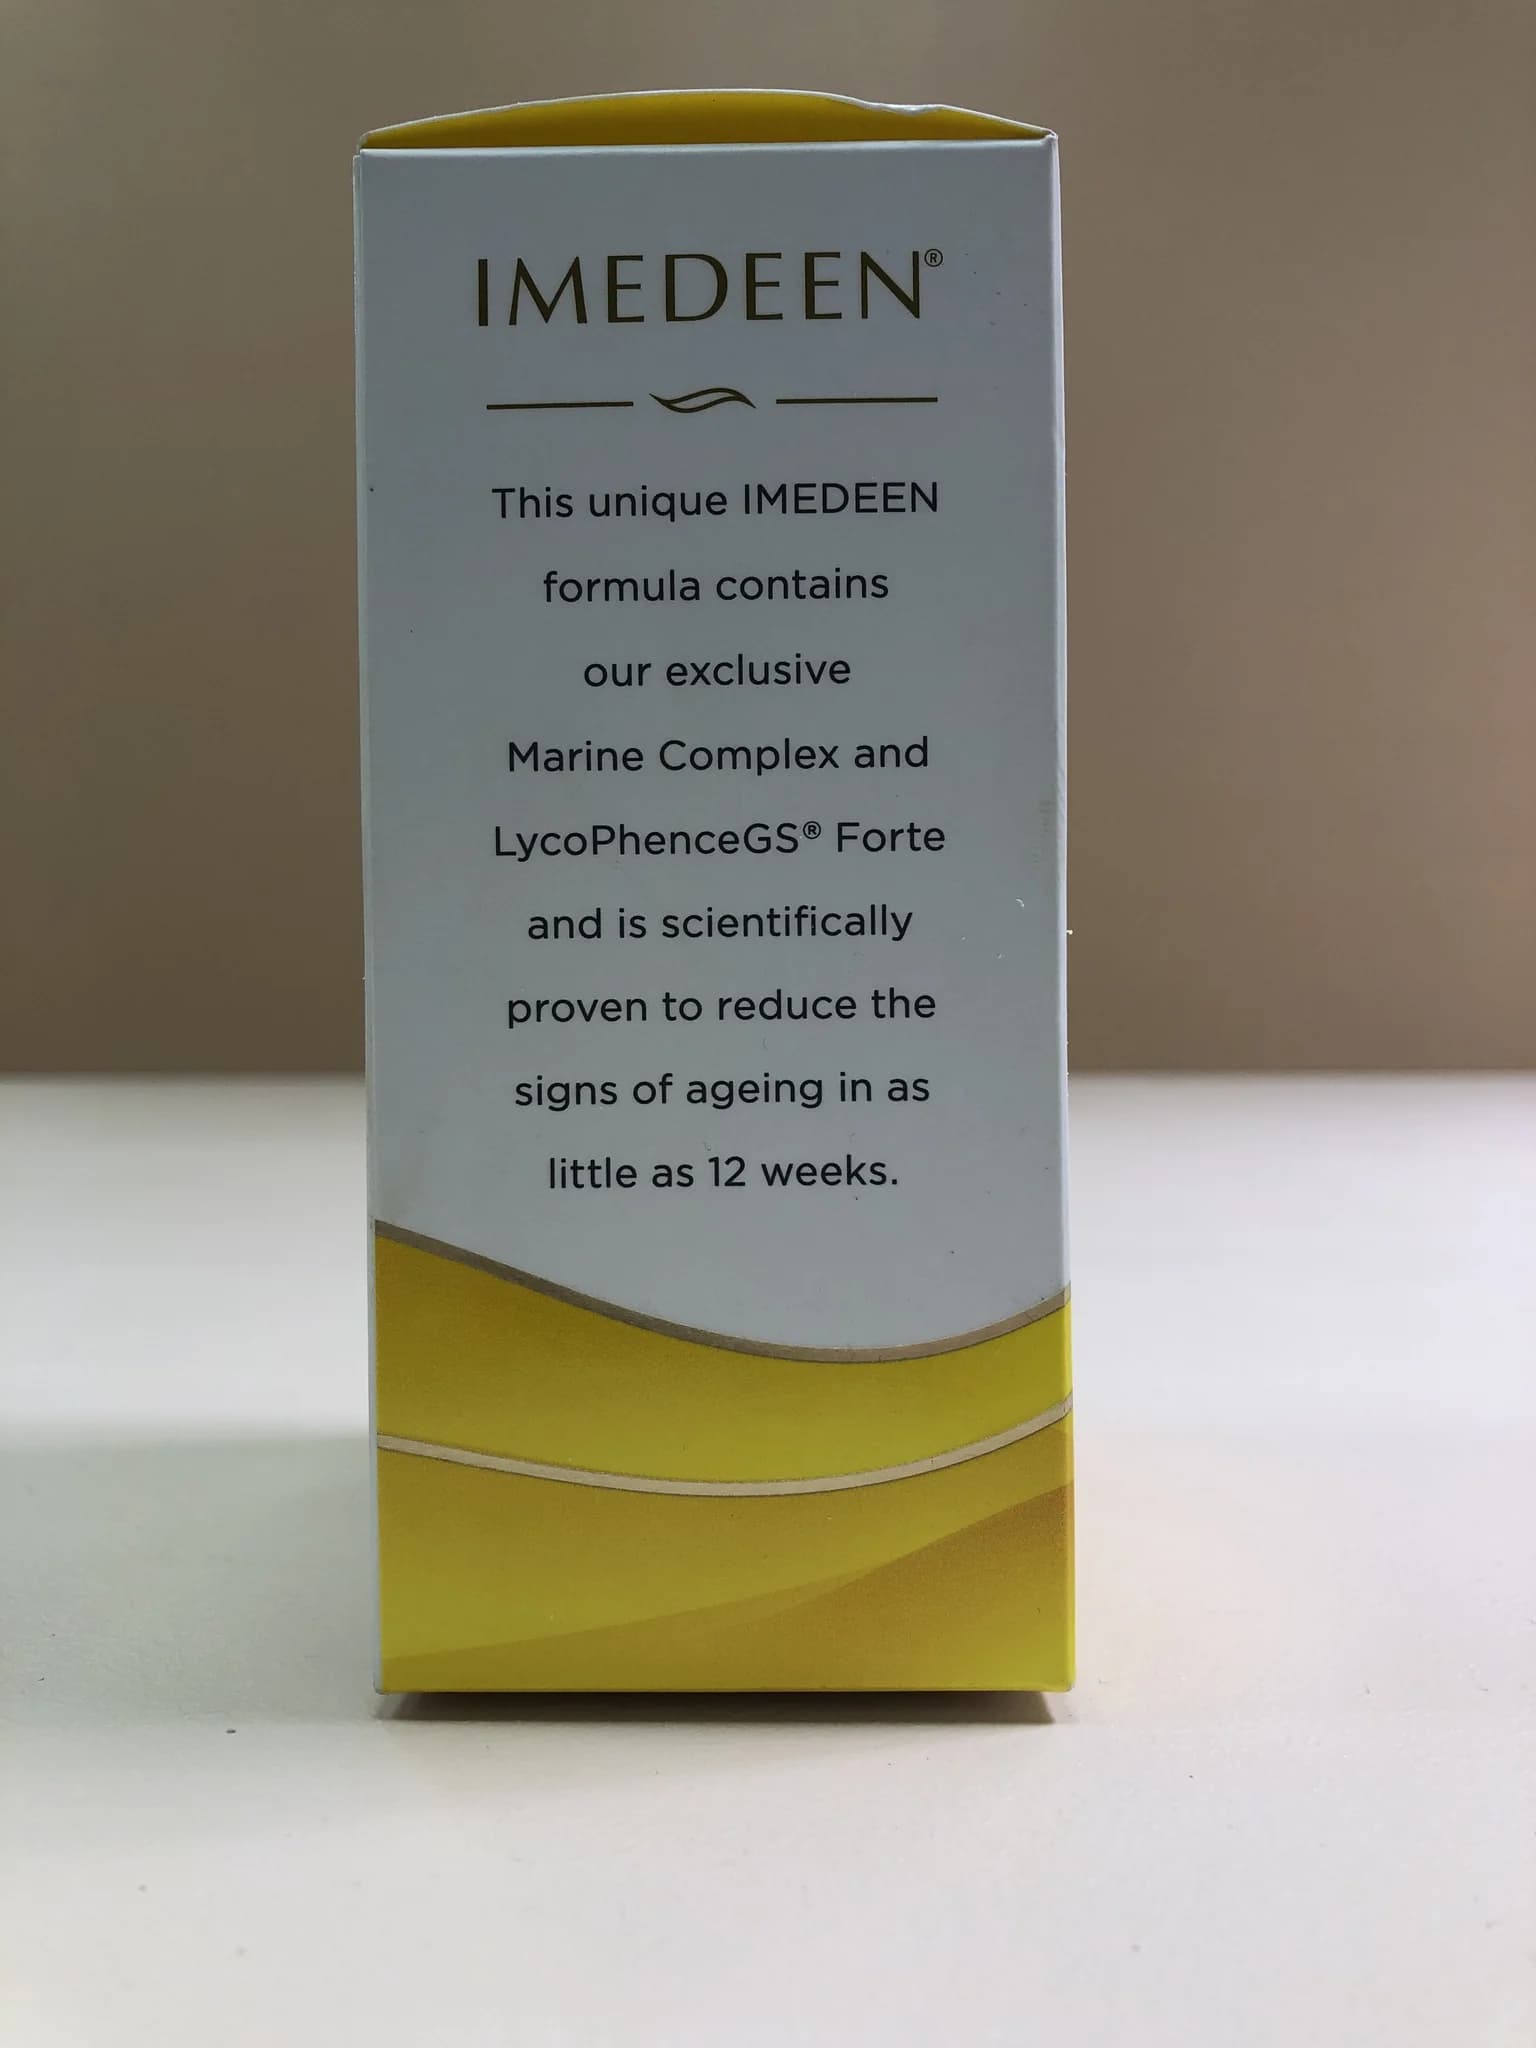 IMEDEEN®
This unique IMEDEEN
formula contains
our exclusive
Marine Complex and
LycoPhenceGS® Forte
and is scientifically
proven to reduce the
signs of ageing in as
little as 12 weeks.